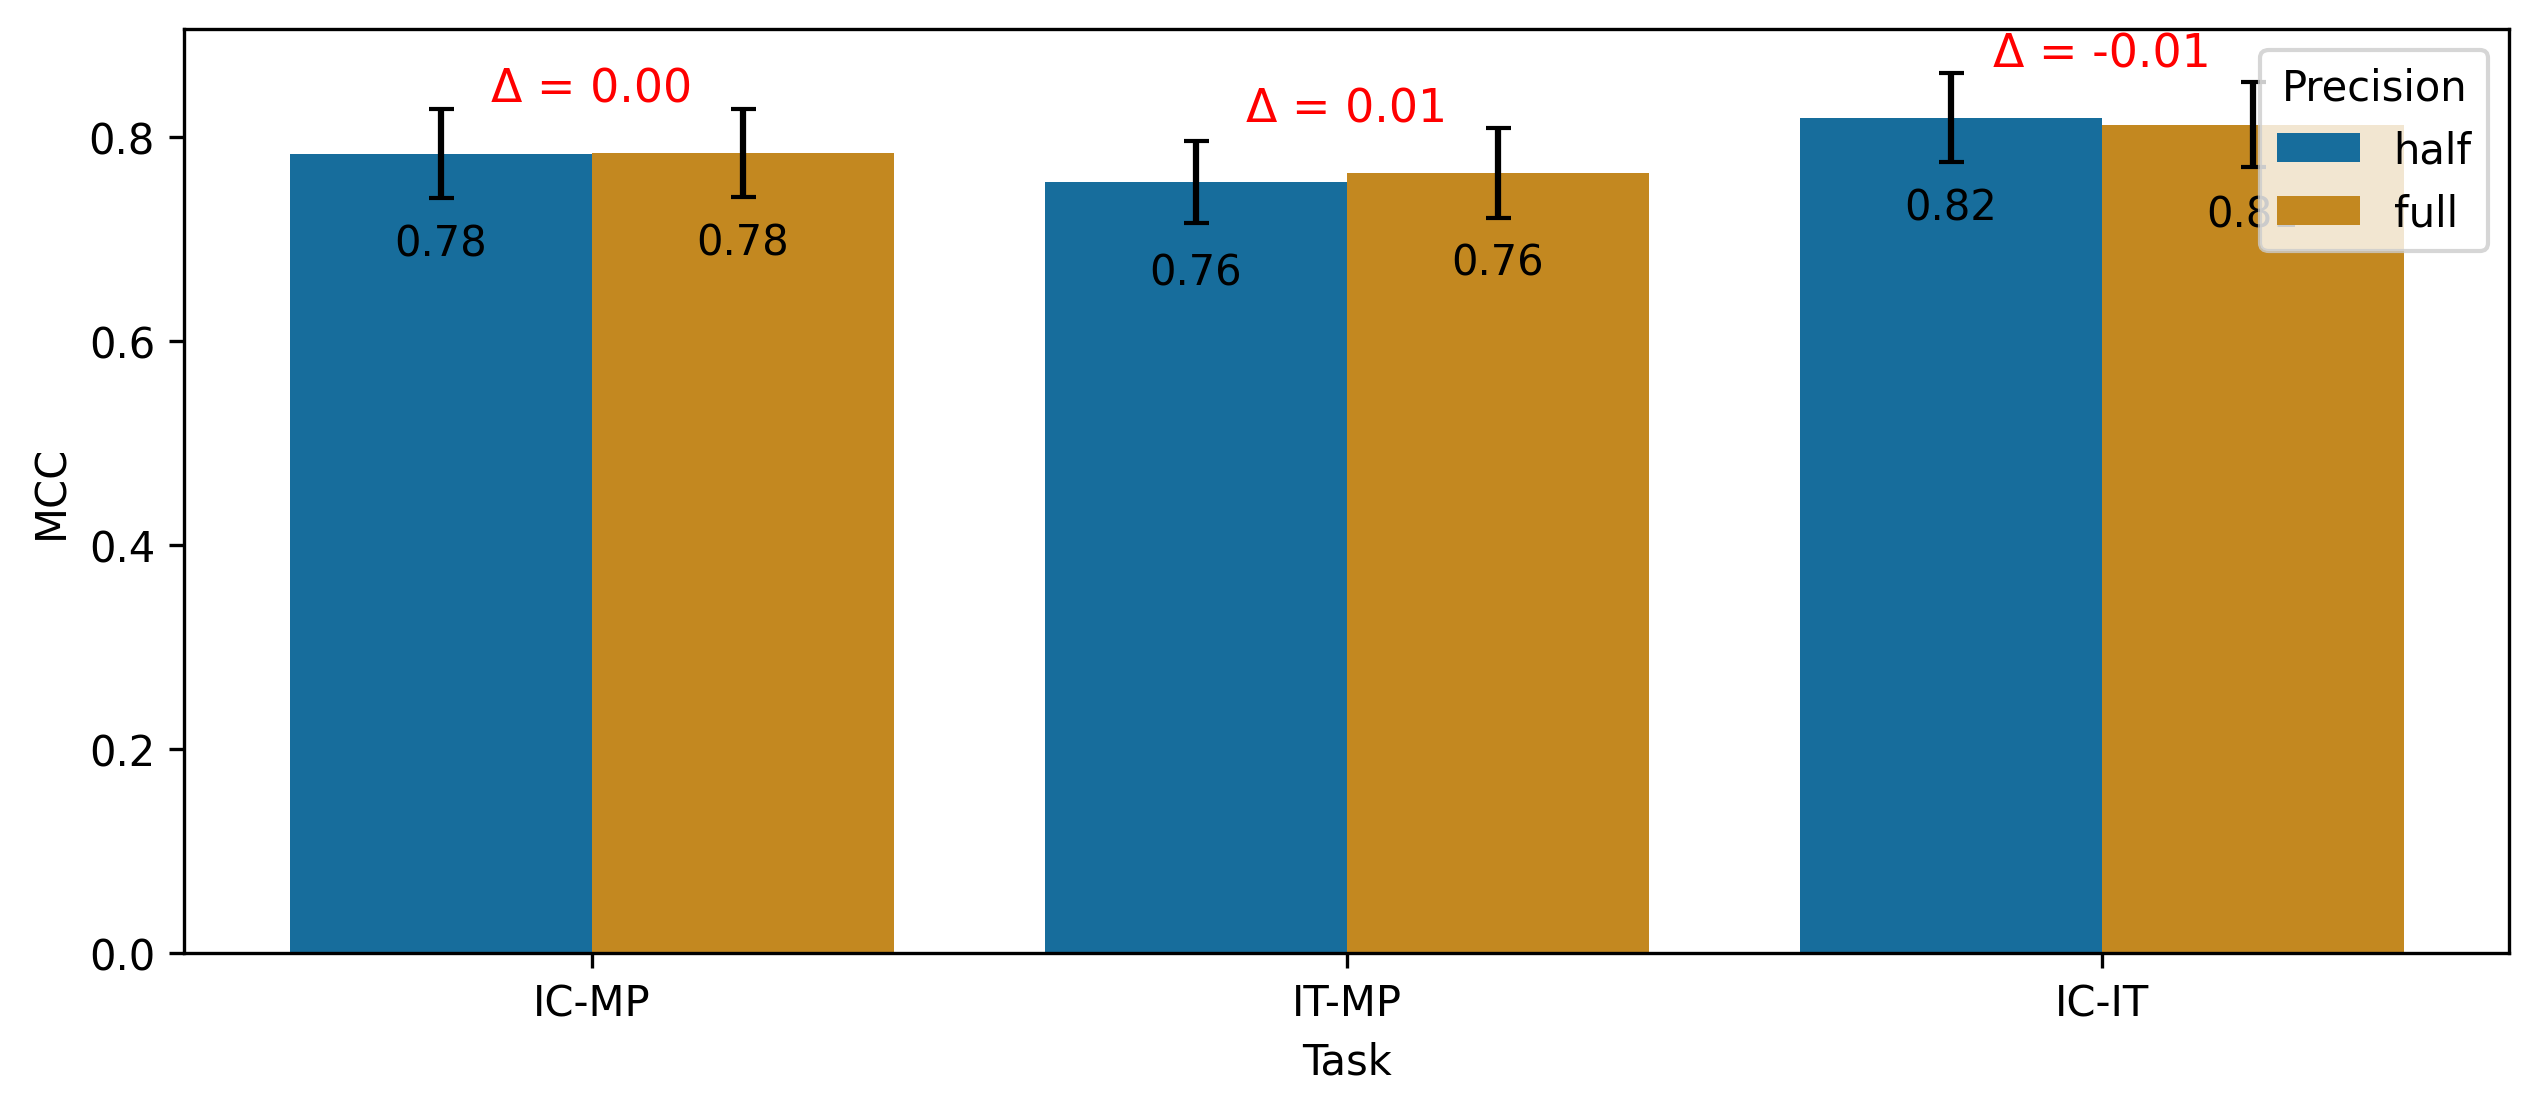 Δ = 0.00
Δ = 0.01
Δ = -0.01
Precision
half
full
0.8
0.6
0.4
0.2
0.0
MCC
0.78
0.78
0.76
0.76
0.82
IC-MP
IT-MP
IC-IT
Task